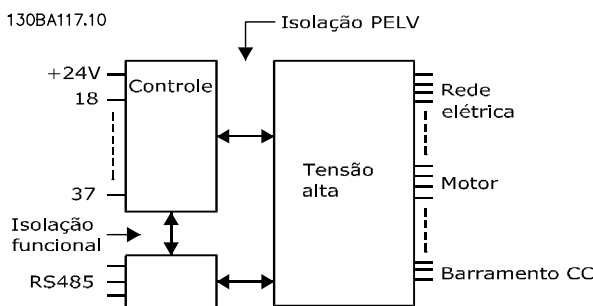 130BA117.10
Isolação PELV
+24V
18
37
Controle
Tensão
alta
Rede
elétrica
Motor
Barramento CC
Isolação
funcional
RS485